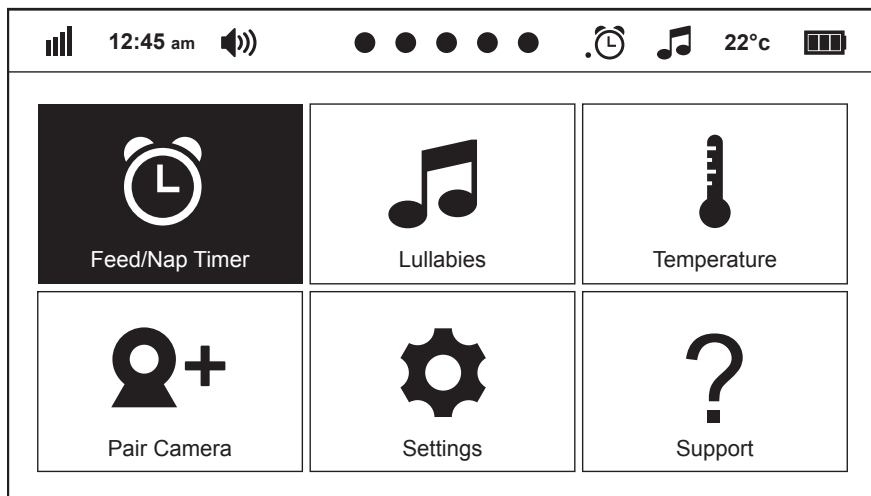 12:45 am 22°c
Feed/Nap Timer Lullabies Temperature
Pair Camera Settings Support